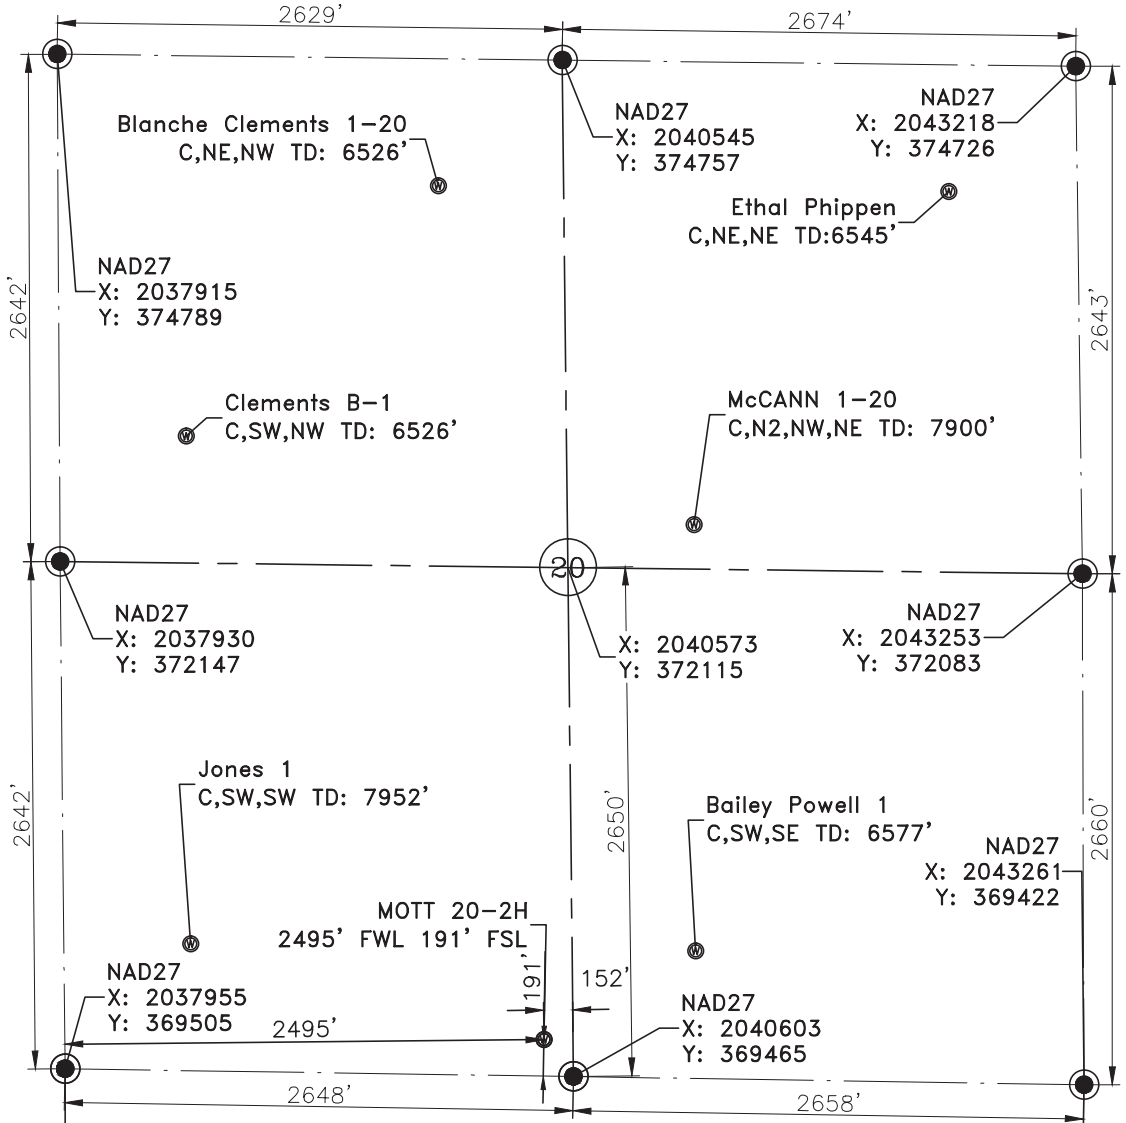 2629'
2674'
Blanche Clements 1-20
C,NE,NW TD: 6526'
NAD27
X: 2040545
Y: 374757
NAD27
X: 2043218
Y: 374726
Ethal Phippen
C,NE,NE TD:6545'
NAD27
X: 2037915
Y: 374789
2642'
2643'
Clements B-1
C,SW,NW TD: 6526'
McCANN 1-20
C,N2,NW,NE TD: 7900'
20
NAD27
X: 2037930
Y: 372147
X: 2040573
Y: 372115
NAD27
X: 2043253
Y: 372083
Jones 1
C,SW,SW TD: 7952'
2642'
2650'
Bailey Powell 1
C,SW,SE TD: 6577'
2660'
NAD27
X: 2043261
Y: 369422
MOTT 20-2H
2495' FWL 191' FSL
191'
152'
NAD27
X: 2037955
Y: 369505
2495'
NAD27
X: 2040603
Y: 369465
2648'
2658'
W
W
W
W
W
W
W